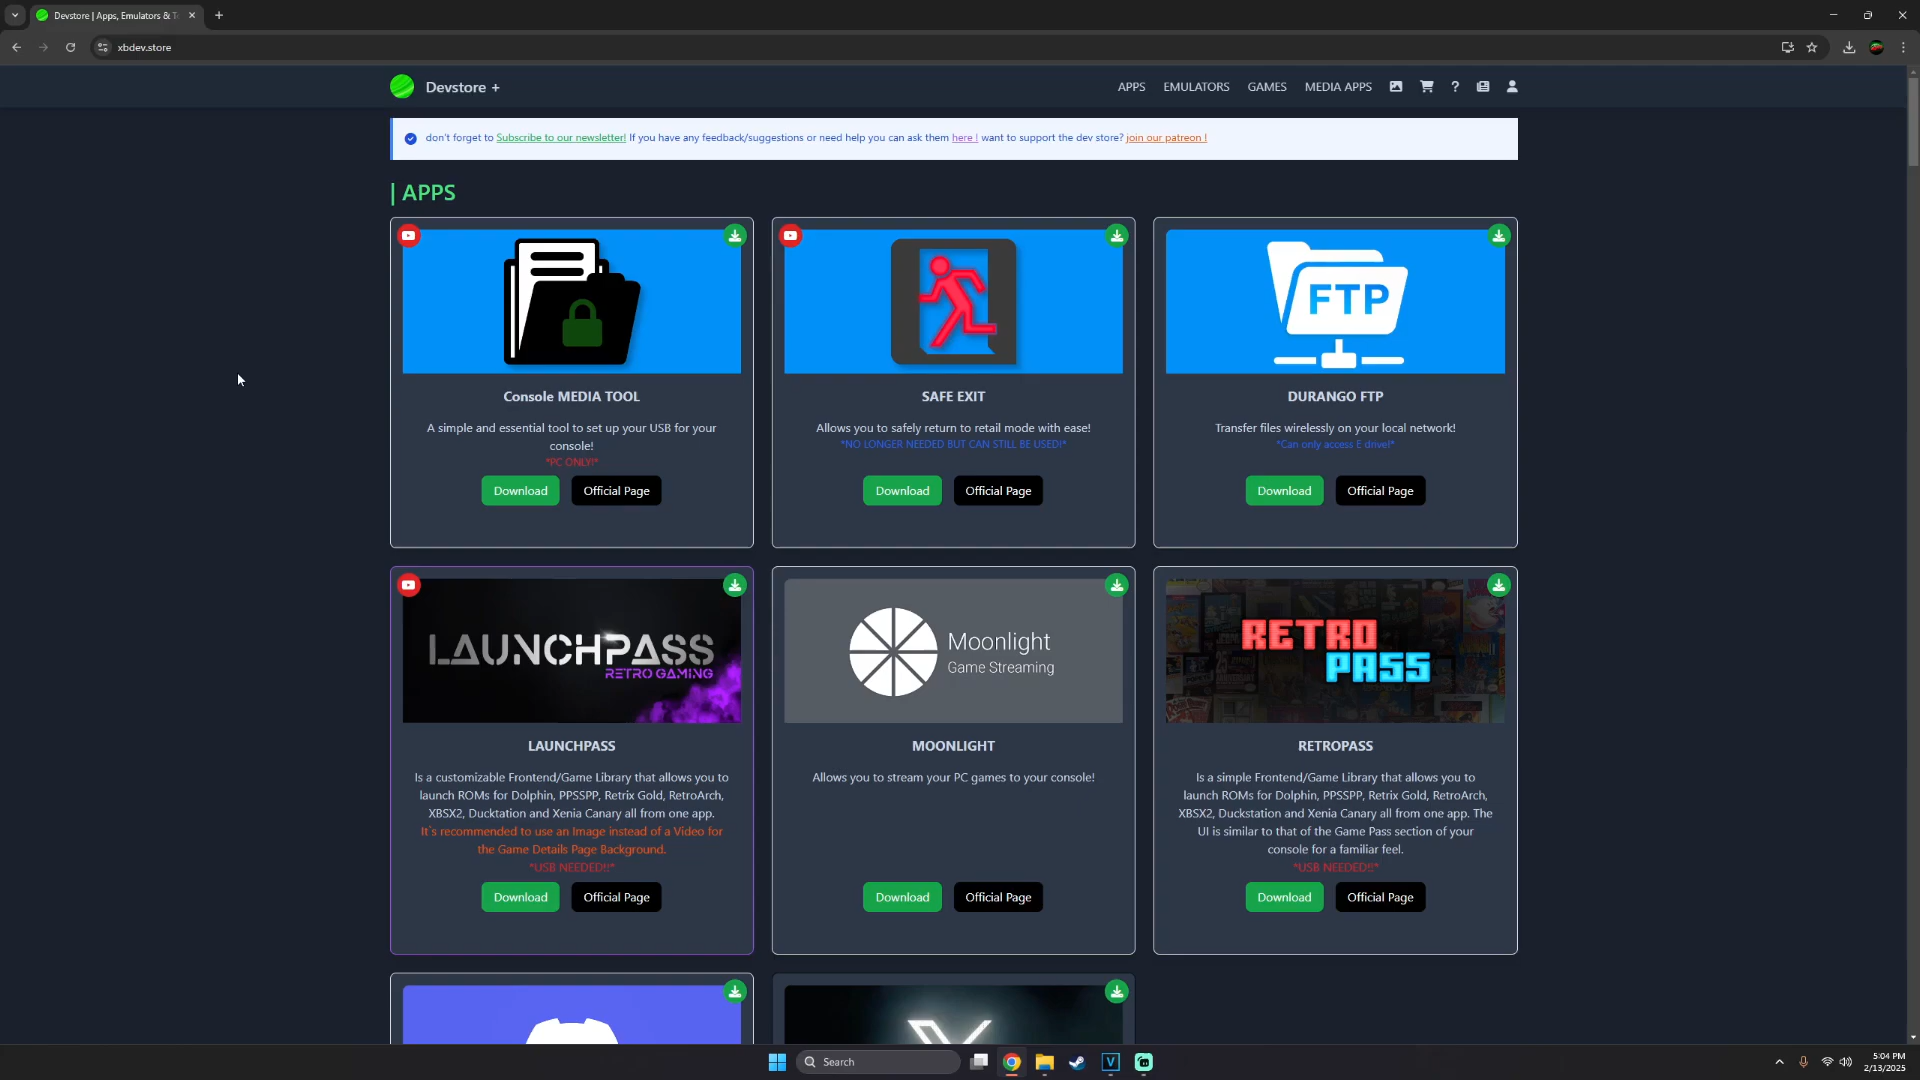 Devstore | Apps, Emulators & T
xbdev.store
Devstore +
APPS
EMULATORS
GAMES
MEDIA APPS
don't forget to Subscribe to our newsletter! If you have any feedback/suggestions or need help you can ask them here ! want to support the dev store? join our patreon !
| APPS
Console MEDIA TOOL
A simple and essential tool to set up your USB for your
console!
*PC ONLY!*
Download
Official Page
SAFE EXIT
Allows you to safely return to retail mode with ease!
*NO LONGER NEEDED BUT CAN STILL BE USED!*
Download
Official Page
FTP
DURANGO FTP
Transfer files wirelessly on your local network!
*Can only access E drive!*
Download
Official Page
LAUNCHPASS
RETRO GAMING
LAUNCHPASS
Is a customizable Frontend/Game Library that allows you to
launch ROMs for Dolphin, PPSSPP, Retrix Gold, RetroArch,
XBSX2, Ducktation and Xenia Canary all from one app.
It's recommended to use an Image instead of a Video for
the Game Details Page Background.
*USB NEEDED!!*
Download
Official Page
Moonlight
Game Streaming
MOONLIGHT
Allows you to stream your PC games to your console!
Download
Official Page
RETRO
PASS
RETROPASS
Is a simple Frontend/Game Library that allows you to
launch ROMs for Dolphin, PPSSPP, Retrix Gold, RetroArch,
XBSX2, Duckstation and Xenia Canary all from one app. The
UI is similar to that of the Game Pass section of your
console for a familiar feel.
*USB NEEDED!!*
Download
Official Page
Search
5:04 PM
2/13/2025